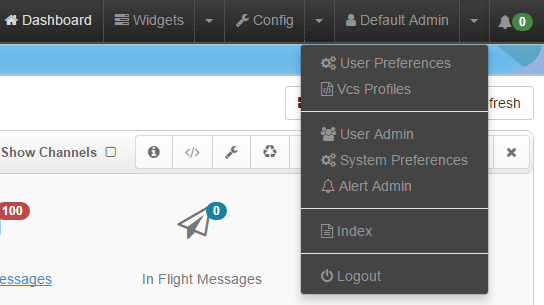 Dashboard Widgets Config Default Admin 0
User Preferences
Vcs Profiles
efresh
User Admin
Show Channels
System Preferences
Alert Admin
100
0
Index
essages
In Flight Messages
Logout